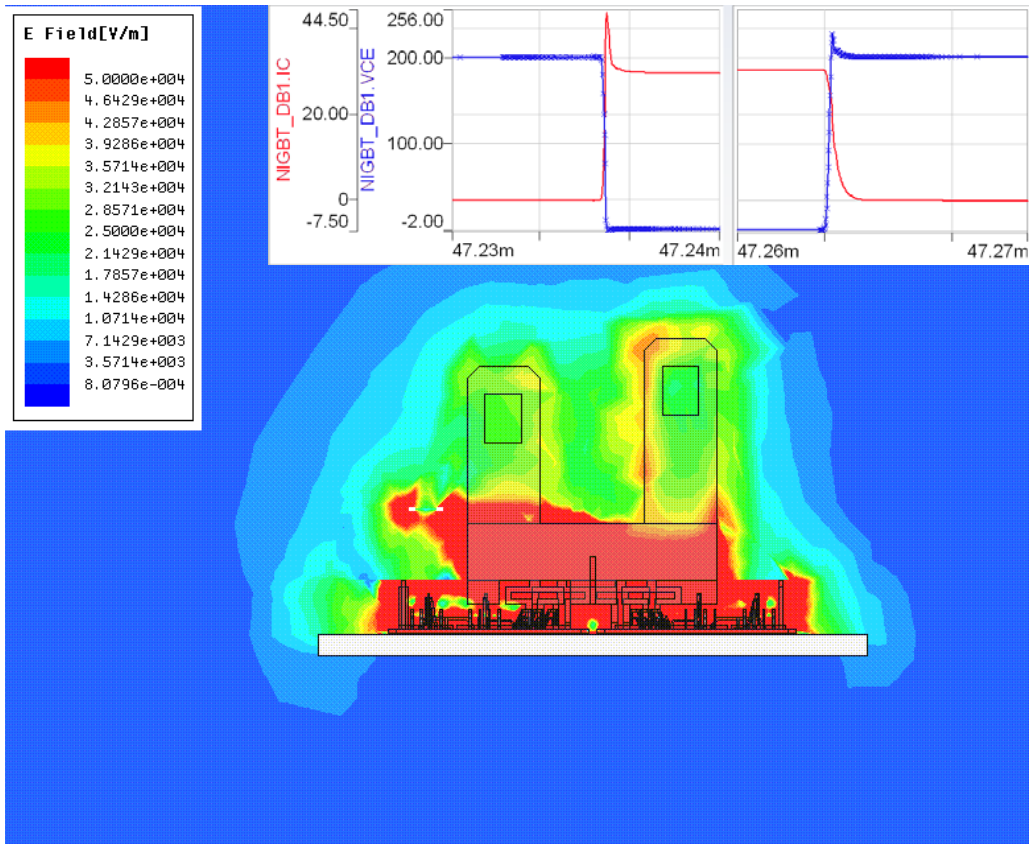 E Field[V/m]
5.0000e+004
4.6429e+004
4.2857e+004
3.9286e+004
3.5714e+004
3.2143e+004
2.8571e+004
2.5000e+004
2.1429e+004
1.7857e+004
1.4286e+004
1.0714e+004
7.1429e+003
3.5714e+003
8.0796e-004
NIGBT_DB1.IC
44.50
20.00
0
-7.50
NIGBT_DB1.VCE
256.00
200.00
100.00
-2.00
47.23m
47.24m
47.26m
47.27m